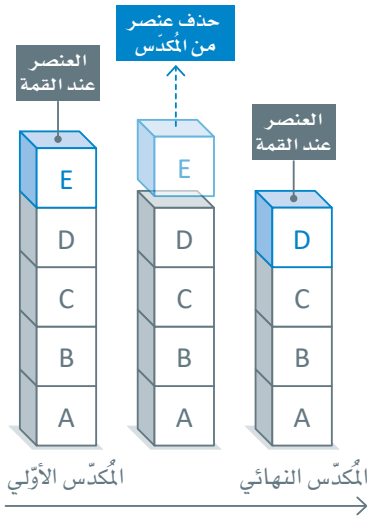 حذف عنصر
من المُكدّس
العنصر
عند القمة
العنصر
عند القمة
E
D
C
B
A
E
D
C
B
A
D
C
B
A
المُكدّس الأوّلي
المُكدّس النهائي